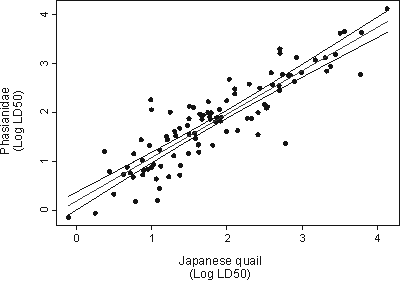 4
3
2
1
0
Phasianidae
(Log LD50)
0 1 2 3 4
Japanese quail
(Log LD50)